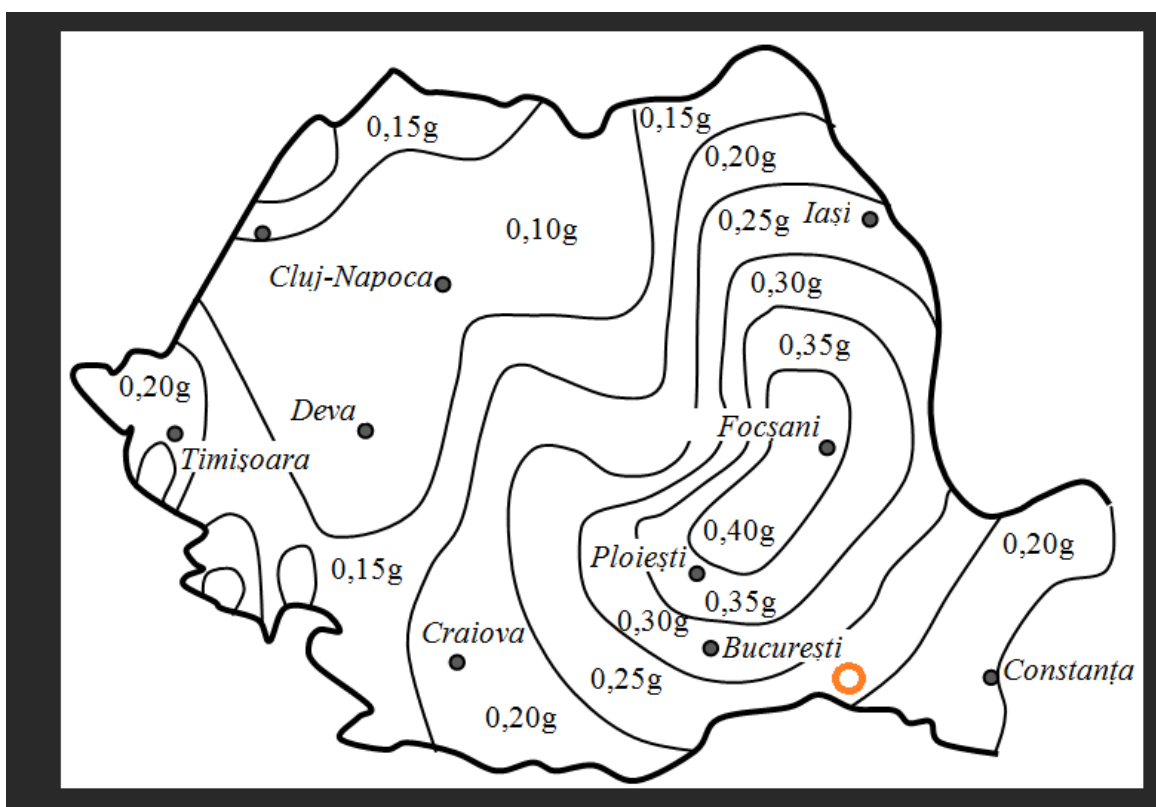 0,15g
0,15g
0,20g
0,25g
Iași
0,10g
Cluj-Napoca
0,30g
0,35g
0,20g
Deva
Focșani
Timișoara
0,40g
0,20g
Ploiești
0,15g
0,35g
0,30g
Craiova
București
0,25g
Constanța
0,20g